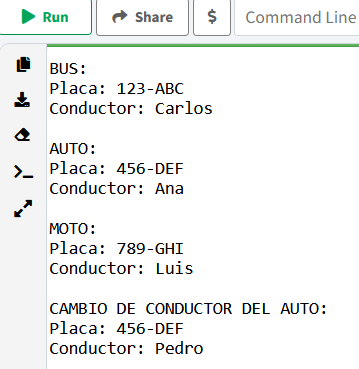 Run Share $ Command Line
BUS:
Placa: 123-ABC
Conductor: Carlos
AUTO:
Placa: 456-DEF
Conductor: Ana
MOTO:
Placa: 789-GHI
Conductor: Luis
CAMBIO DE CONDUCTOR DEL AUTO:
Placa: 456-DEF
Conductor: Pedro